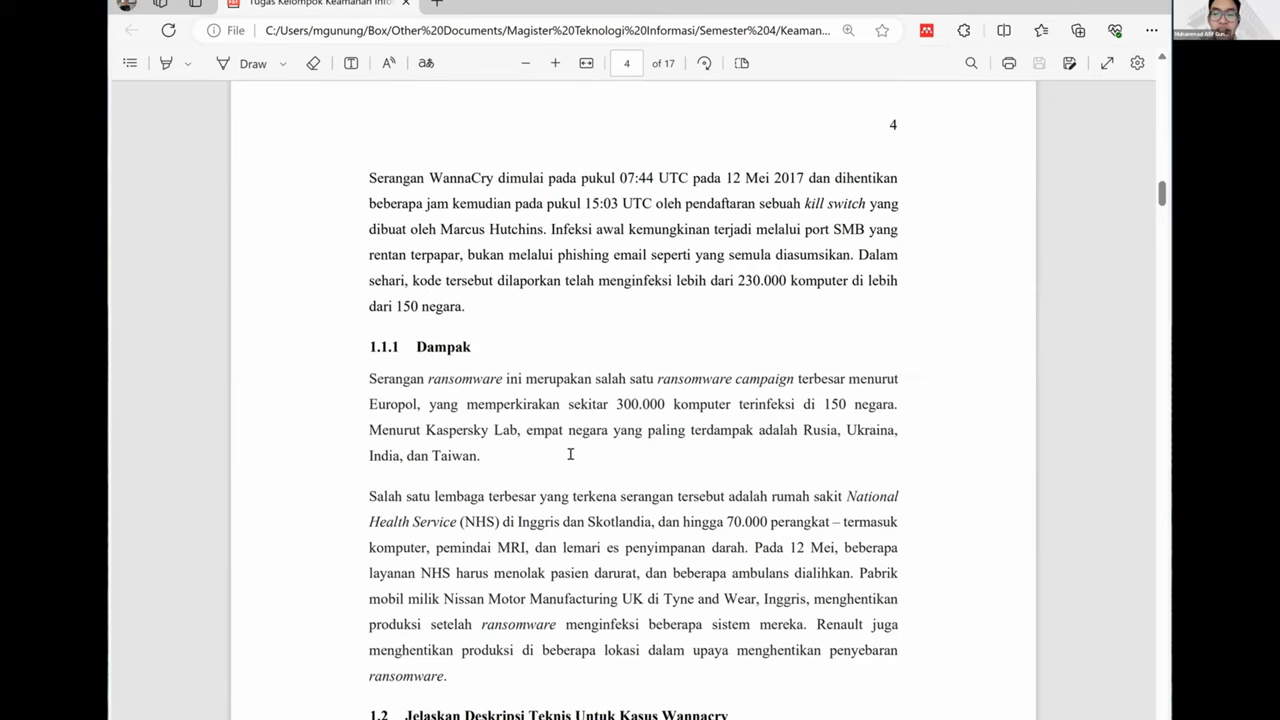 Tugas Kelompok Keamanan Info
File
C:/Users/mgunung/Box/Other%20Documents/Magister%20Teknologi%20Informasi/Semester%204/Keaman...
Draw
4
of 17
4
Serangan WannaCry dimulai pada pukul 07:44 UTC pada 12 Mei 2017 dan dihentikan
beberapa jam kemudian pada pukul 15:03 UTC oleh pendaftaran sebuah kill switch yang
dibuat oleh Marcus Hutchins. Infeksi awal kemungkinan terjadi melalui port SMB yang
rentan terpapar, bukan melalui phishing email seperti yang semula diasumsikan. Dalam
sehari, kode tersebut dilaporkan telah menginfeksi lebih dari 230.000 komputer di lebih
dari 150 negara.
1.1.1 Dampak
Serangan ransomware ini merupakan salah satu ransomware campaign terbesar menurut
Europol, yang memperkirakan sekitar 300.000 komputer terinfeksi di 150 negara.
Menurut Kaspersky Lab, empat negara yang paling terdampak adalah Rusia, Ukraina,
India, dan Taiwan.
Salah satu lembaga terbesar yang terkena serangan tersebut adalah rumah sakit National
Health Service (NHS) di Inggris dan Skotlandia, dan hingga 70.000 perangkat – termasuk
komputer, pemindai MRI, dan lemari es penyimpanan darah. Pada 12 Mei, beberapa
layanan NHS harus menolak pasien darurat, dan beberapa ambulans dialihkan. Pabrik
mobil milik Nissan Motor Manufacturing UK di Tyne and Wear, Inggris, menghentikan
produksi setelah ransomware menginfeksi beberapa sistem mereka. Renault juga
menghentikan produksi di beberapa lokasi dalam upaya menghentikan penyebaran
ransomware.
1.2 Jelaskan Deskripsi Teknis Untuk Kasus Wannacry